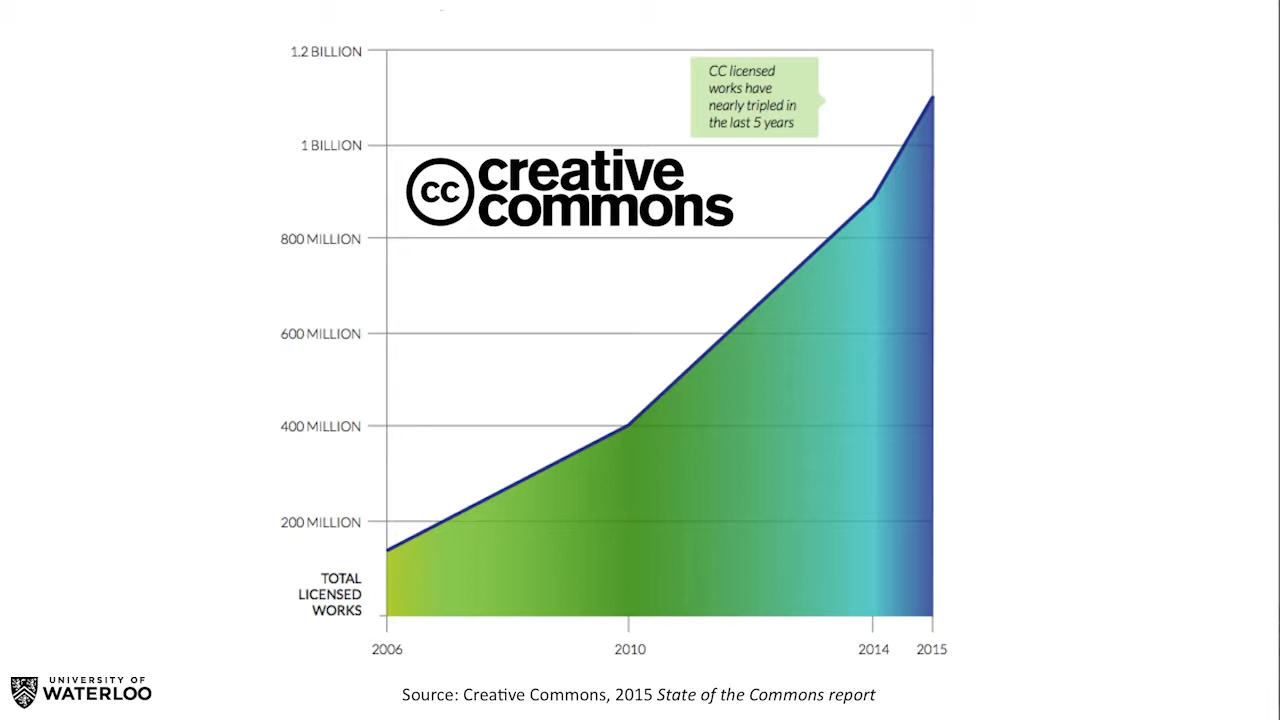 1.2 BILLION
CC licensed
works have
nearly tripled in
the last 5 years
1 BILLION
cc creative
commons
800 MILLION
600 MILLION
400 MILLION
200 MILLION
TOTAL
LICENSED
WORKS
2006 2010 2014 2015
UNIVERSITY OF
WATERLOO
Source: Creative Commons, 2015 State of the Commons report